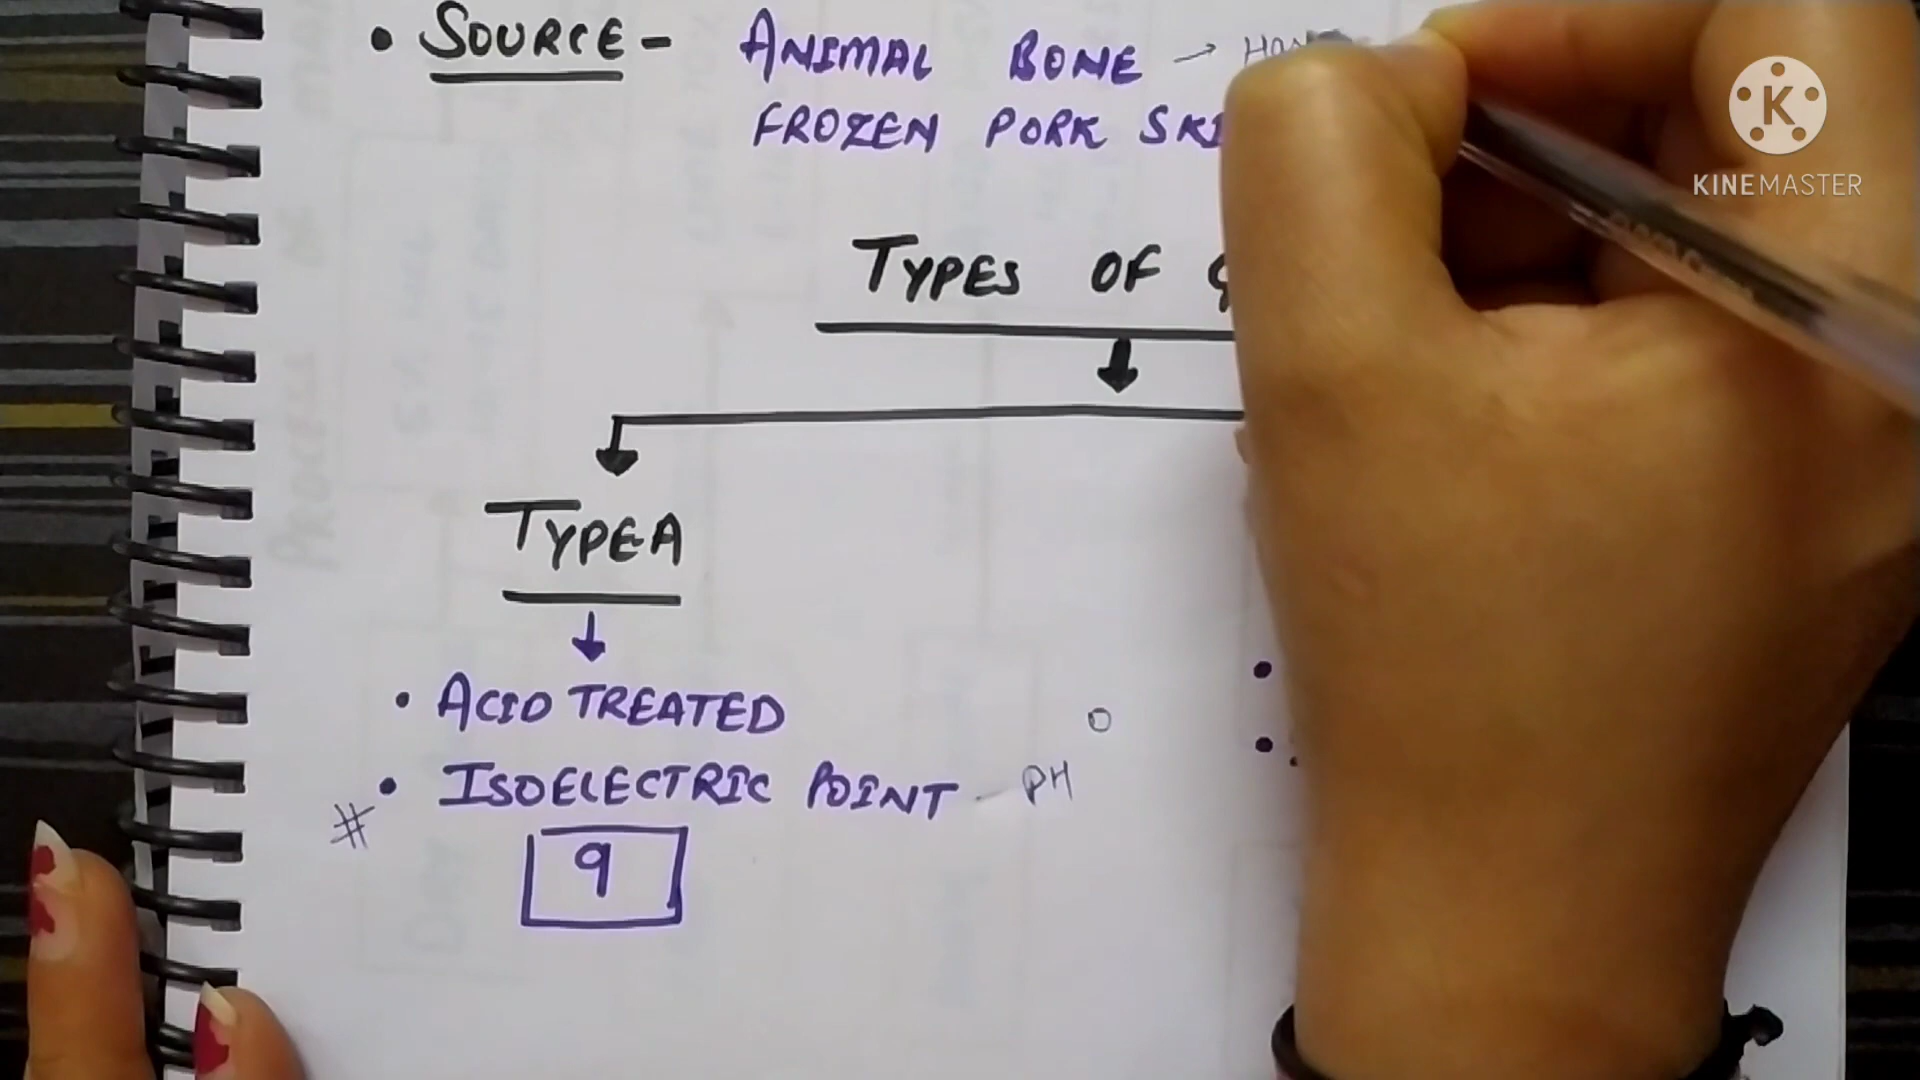 • SOURCE - ANIMAL BONE →
FROZEN PORK
TYPES OF
TYPE-A
• ACID TREATED
• ISOELECTRIC POINT - PH
#
9
K
KINEMASTER